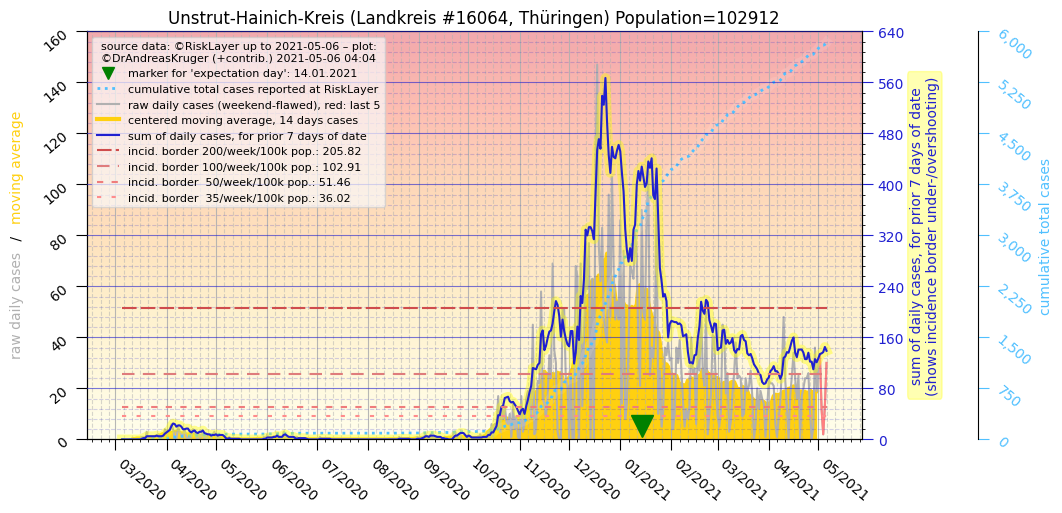 Unstrut-Hainich-Kreis (Landkreis #16064, Thüringen) Population=102912
source data: ©RiskLayer up to 2021-05-06 – plot:
©DrAndreasKruger (+contrib.) 2021-05-06 04:04
marker for 'expectation day': 14.01.2021
cumulative total cases reported at RiskLayer
raw daily cases (weekend-flawed), red: last 5
centered moving average, 14 days cases
sum of daily cases, for prior 7 days of date
incid. border 200/week/100k pop.: 205.82
incid. border 100/week/100k pop.: 102.91
incid. border  50/week/100k pop.: 51.46
incid. border  35/week/100k pop.: 36.02
raw daily cases / moving average
160
140
120
100
80
60
40
20
0
03/2020
04/2020
05/2020
06/2020
07/2020
08/2020
09/2020
10/2020
11/2020
12/2020
01/2021
02/2021
03/2021
04/2021
05/2021
640
560
480
400
320
240
160
80
0
sum of daily cases, for prior 7 days of date
(shows incidence border under-/overshooting)
6,000
5,250
4,500
3,750
3,000
2,250
1,500
750
0
cumulative total cases